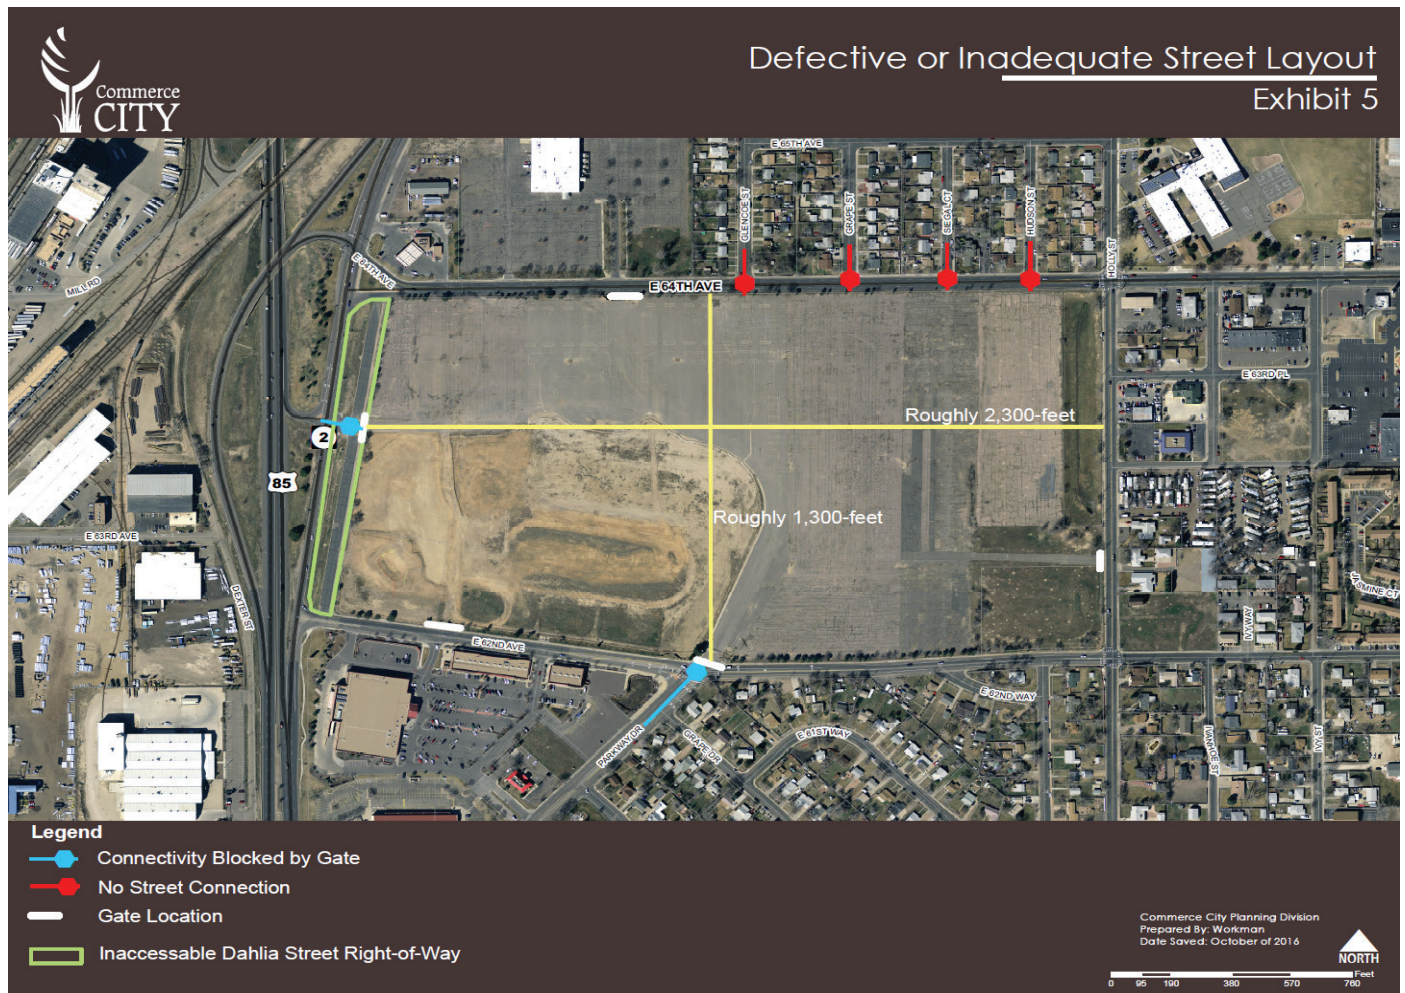 Commerce
CITY
Defective or Inadequate Street Layout
Exhibit 5
E 65TH AVE
GLENCOE ST
GRAPE ST
SEGAL CT
HUDSON ST
HOLLY ST
E 64TH AVE
E 64TH AVE
MILL RD
E 63RD PL
Roughly 2,300-feet
2
85
Roughly 1,300-feet
E 63RD AVE
DEXTER ST
JASMINE CT
IVY WAY
E 62ND AVE
E 62ND WAY
PARKWAY DR
GRAPE DR
E 61ST WAY
IVANHOE ST
IVY ST
Legend
Connectivity Blocked by Gate
No Street Connection
Gate Location
Inaccessable Dahlia Street Right-of-Way
Commerce City Planning Division
Prepared By: Workman
Date Saved: October of 2016
NORTH
Feet
0 95 190 380 570 760